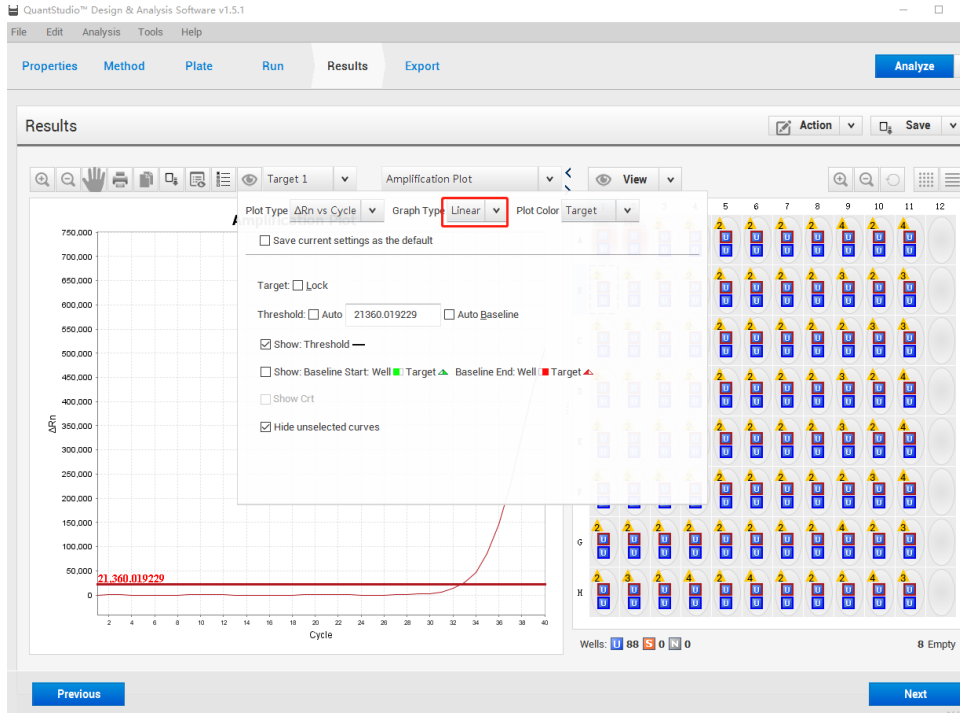 QuantStudio™ Design & Analysis Software v1.5.1
File Edit Analysis Tools Help
Properties Method Plate Run Results Export Analyze
Results Action Save
Target 1 Amplification Plot View
Plot Type ΔRn vs Cycle Graph Type Linear Plot Color Target
Save current settings as the default
Target: Lock
Threshold: Auto 21360.019229 Auto Baseline
Show: Threshold
Show: Baseline Start: Well Target Baseline End: Well Target
Show Crt
Hide unselected curves
750,000
700,000
650,000
600,000
550,000
500,000
450,000
400,000
350,000
300,000
250,000
200,000
150,000
100,000
50,000
0
ΔRn
21,360.019229
2 4 6 8 10 12 14 16 18 20 22 24 26 28 30 32 34 36 38 40
Cycle
5 6 7 8 9 10 11 12
G
H
Wells: U 88 S 0 N 0 8 Empty
Previous Next